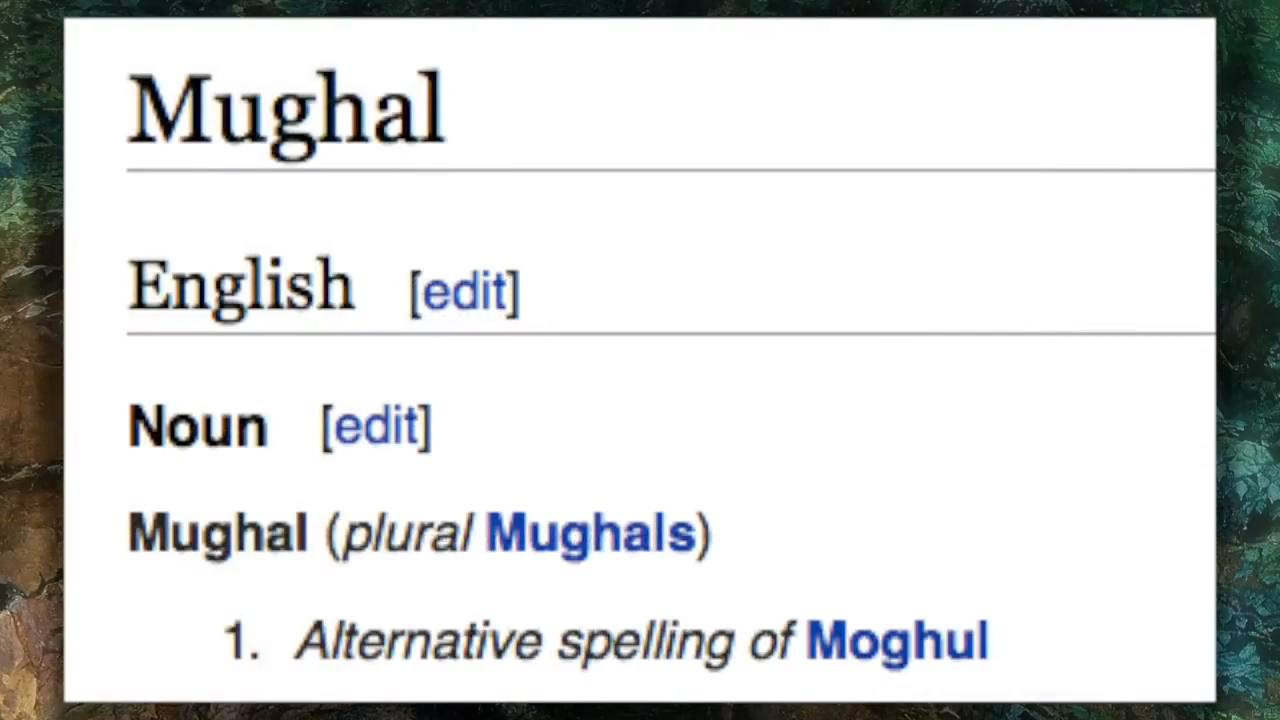 Mughal
English [edit]
Noun [edit]
Mughal (plural Mughals)
1. Alternative spelling of Moghul